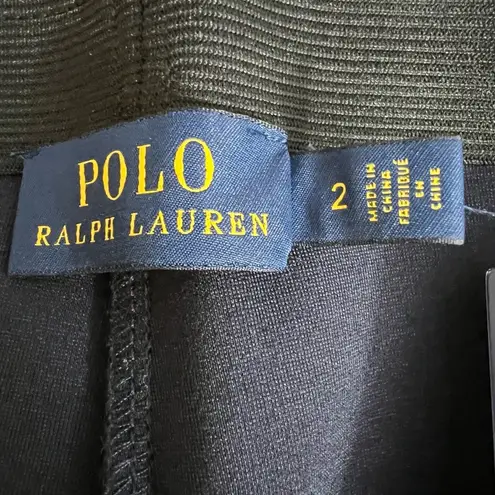 POLO
RALPH LAUREN
2
MADE IN
CHINA
FABRIQUÉ
EN
CHINE